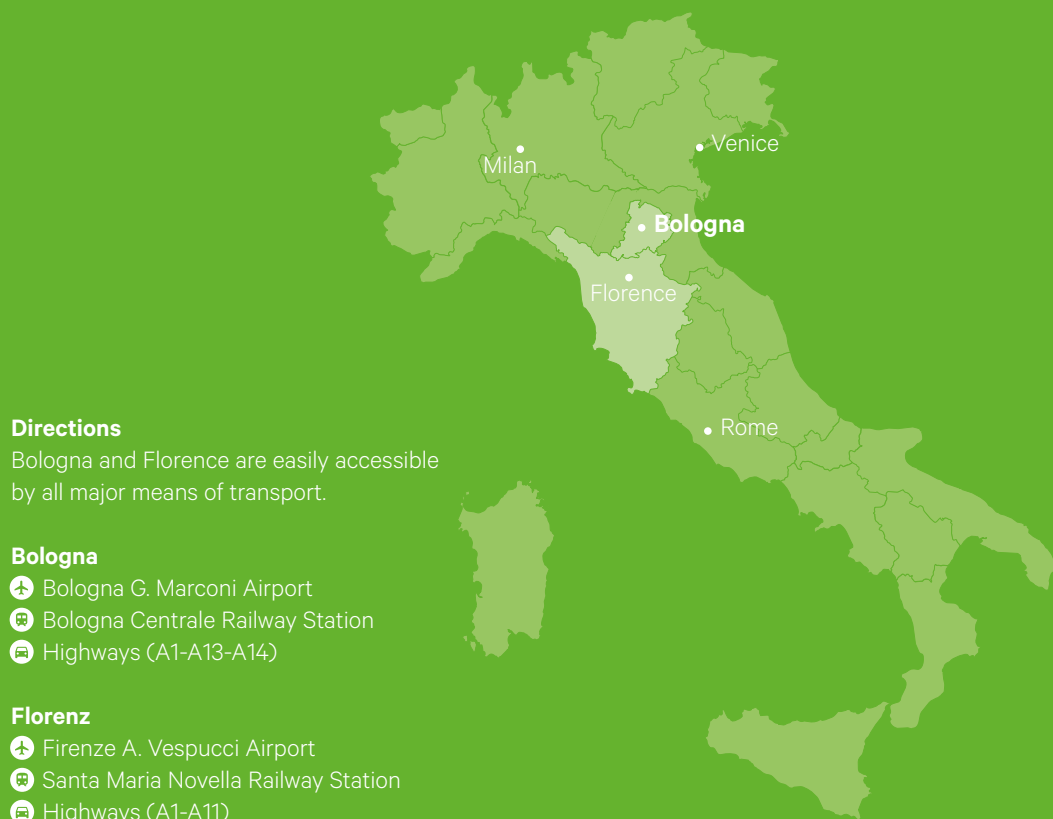 Milan
Venice
Bologna
Florence
Rome
Directions
Bologna and Florence are easily accessible
by all major means of transport.
Bologna
Bologna G. Marconi Airport
Bologna Centrale Railway Station
Highways (A1-A13-A14)
Florenz
Firenze A. Vespucci Airport
Santa Maria Novella Railway Station
Highways (A1-A11)